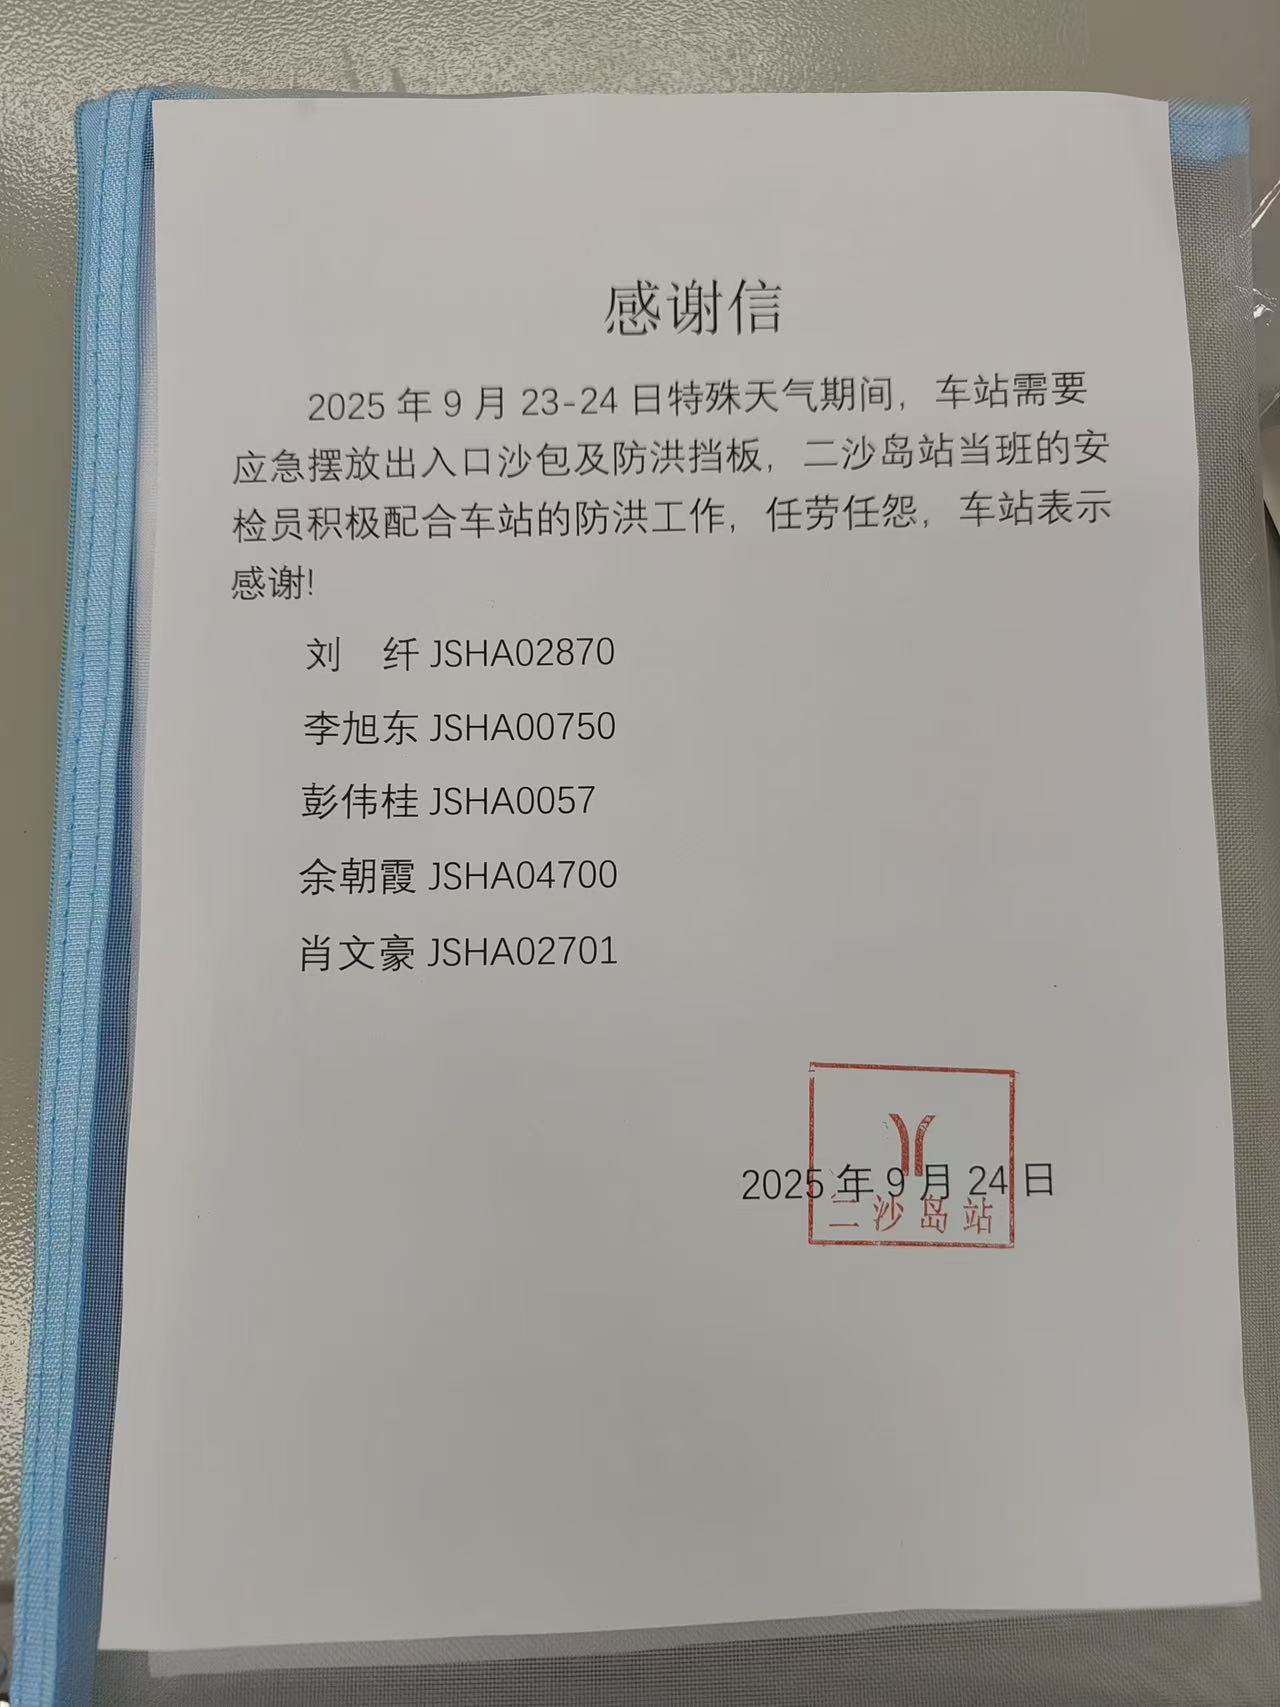 感谢信
2025 年 9 月 23-24 日特殊天气期间，车站需要
应急摆放出入口沙包及防洪挡板，二沙岛站当班的安
检员积极配合车站的防洪工作，任劳任怨，车站表示
感谢!
刘　纤 JSHA02870
李旭东 JSHA00750
彭伟桂 JSHA0057
余朝霞 JSHA04700
肖文豪 JSHA02701
2025 年 9 月 24 日
二沙岛站